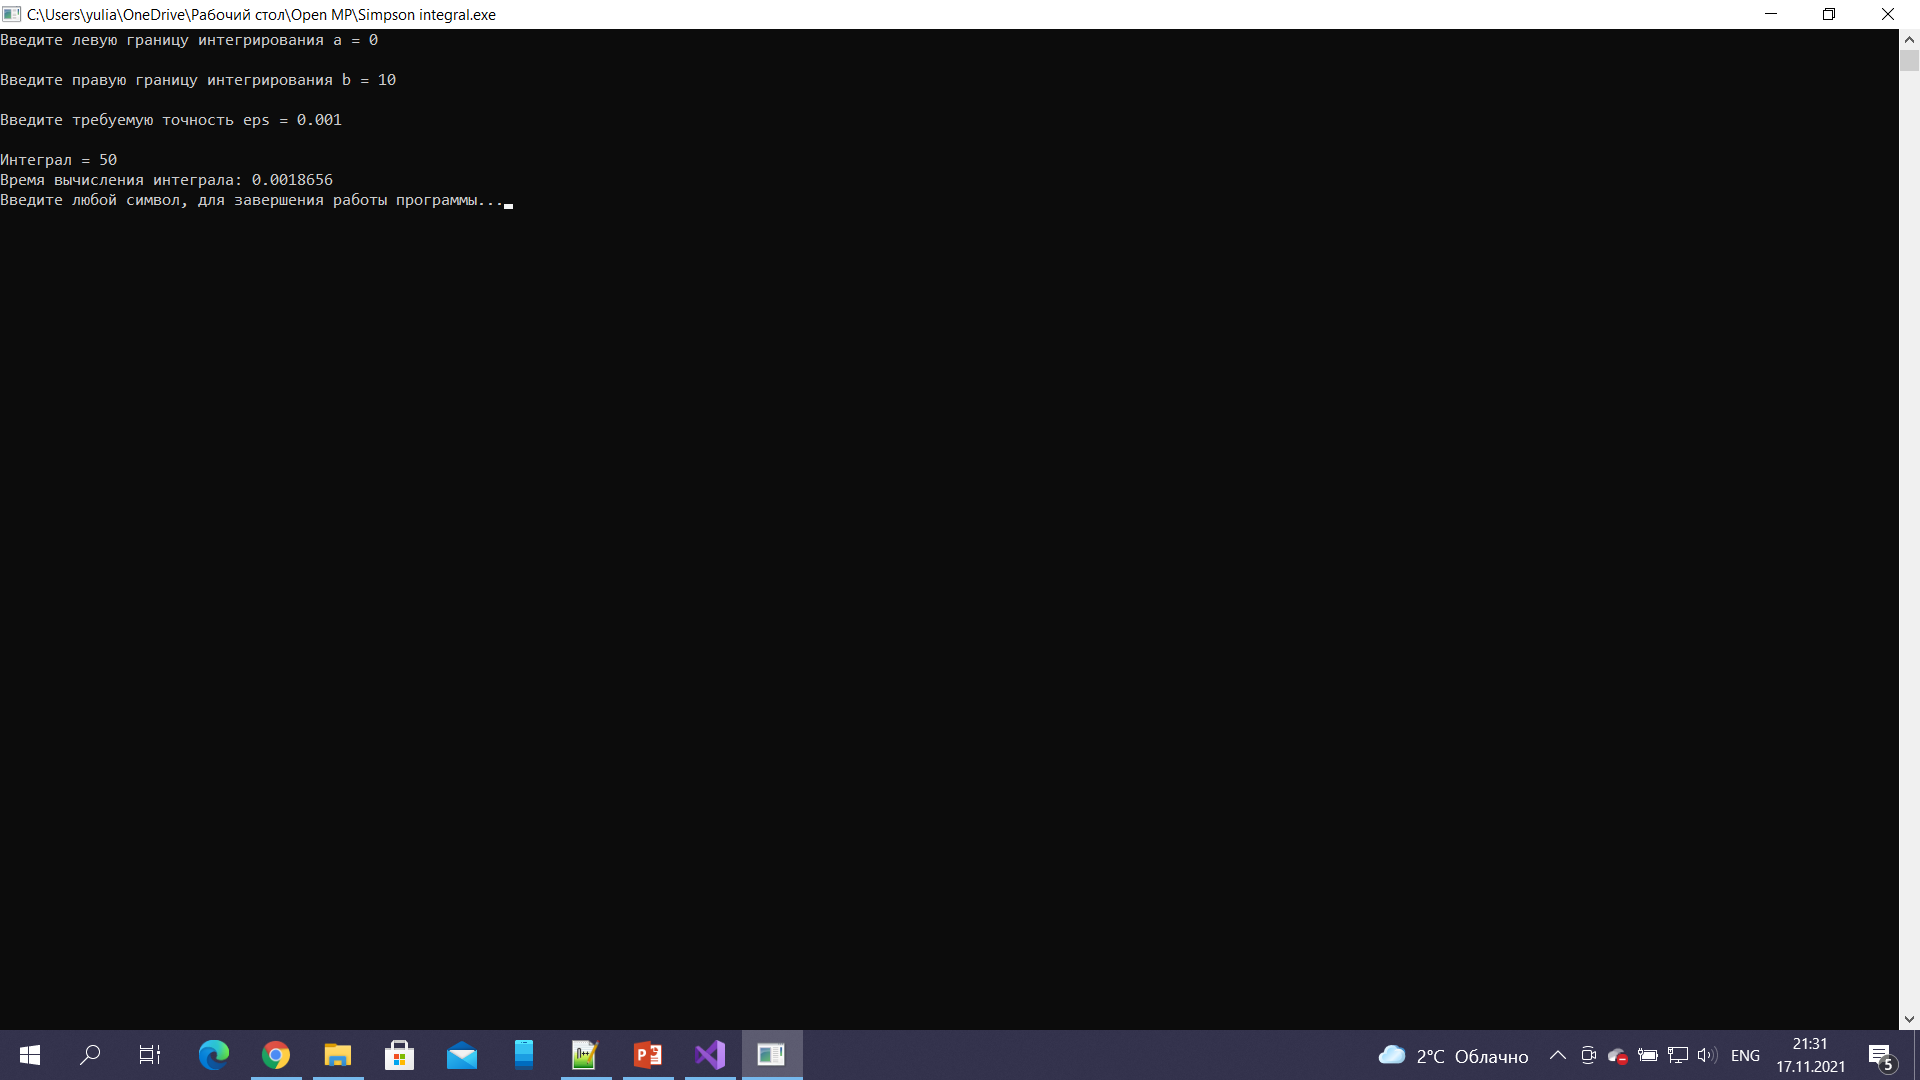 C:\Users\yulia\OneDrive\Рабочий стол\Open MP\Simpson integral.exe
Введите левую границу интегрирования a = 0
Введите правую границу интегрирования b = 10
Введите требуемую точность eps = 0.001
Интеграл = 50
Время вычисления интеграла: 0.0018656
Введите любой символ, для завершения работы программы...
2°C Облачно
ENG
21:31
17.11.2021
5